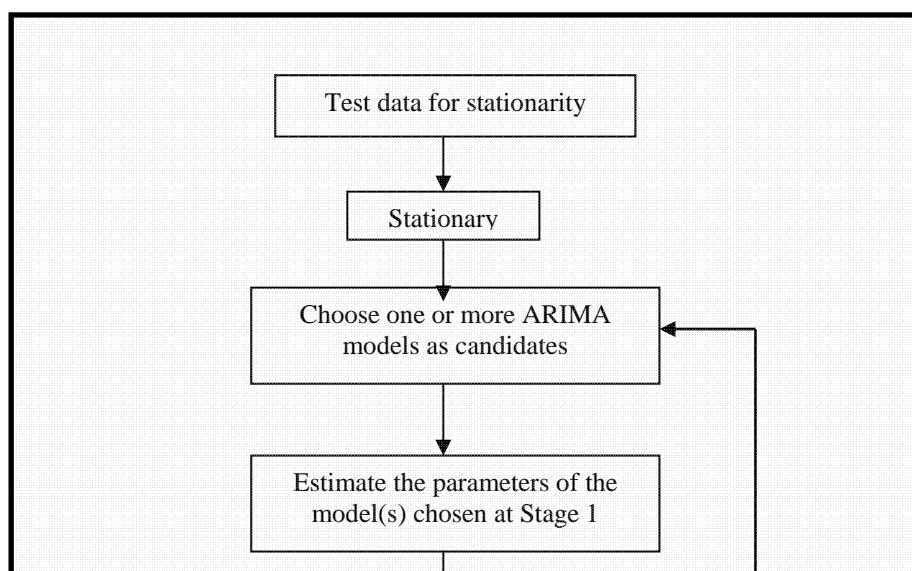 Test data for stationarity
Stationary
Choose one or more ARIMA
models as candidates
Estimate the parameters of the
model(s) chosen at Stage 1